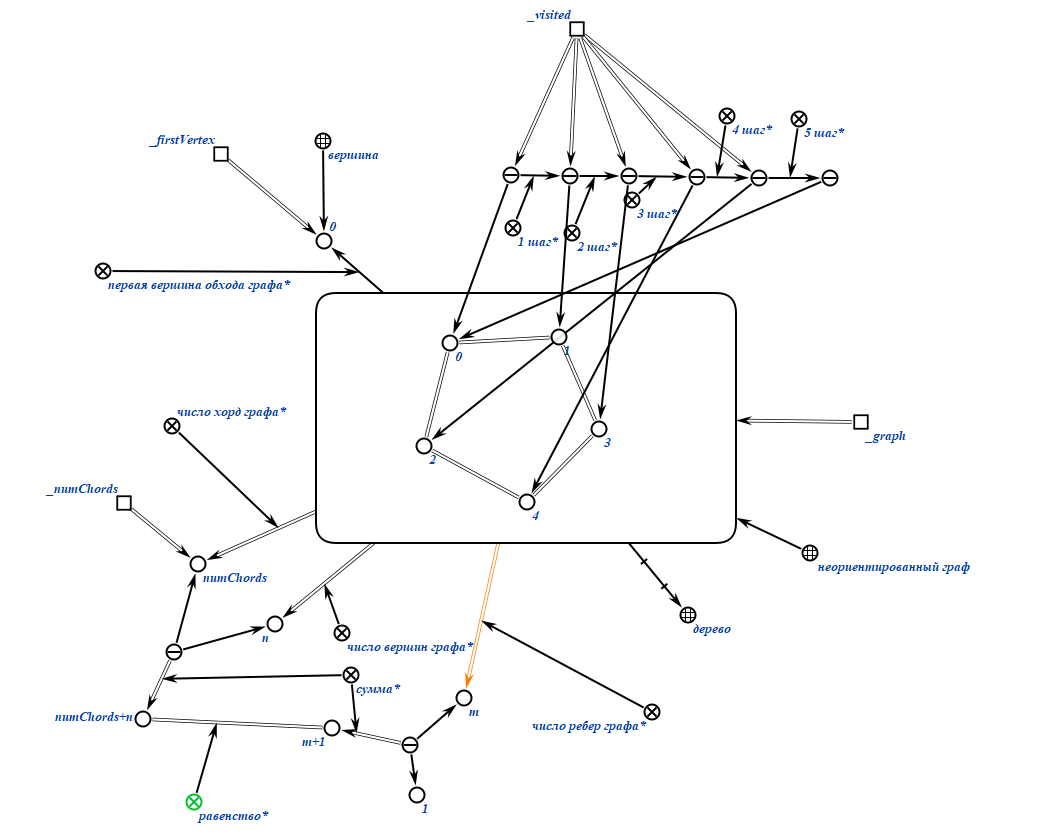 _visited
_firstVertex
вершина
4 шаг*
5 шаг*
0
1 шаг*
2 шаг*
3 шаг*
первая вершина обхода графа*
0
1
число хорд графа*
_graph
2
3
_numChords
4
numChords
неориентированный граф
n
число вершин графа*
дерево
сумма*
numChords+n
m+1
m
число ребер графа*
1
равенство*